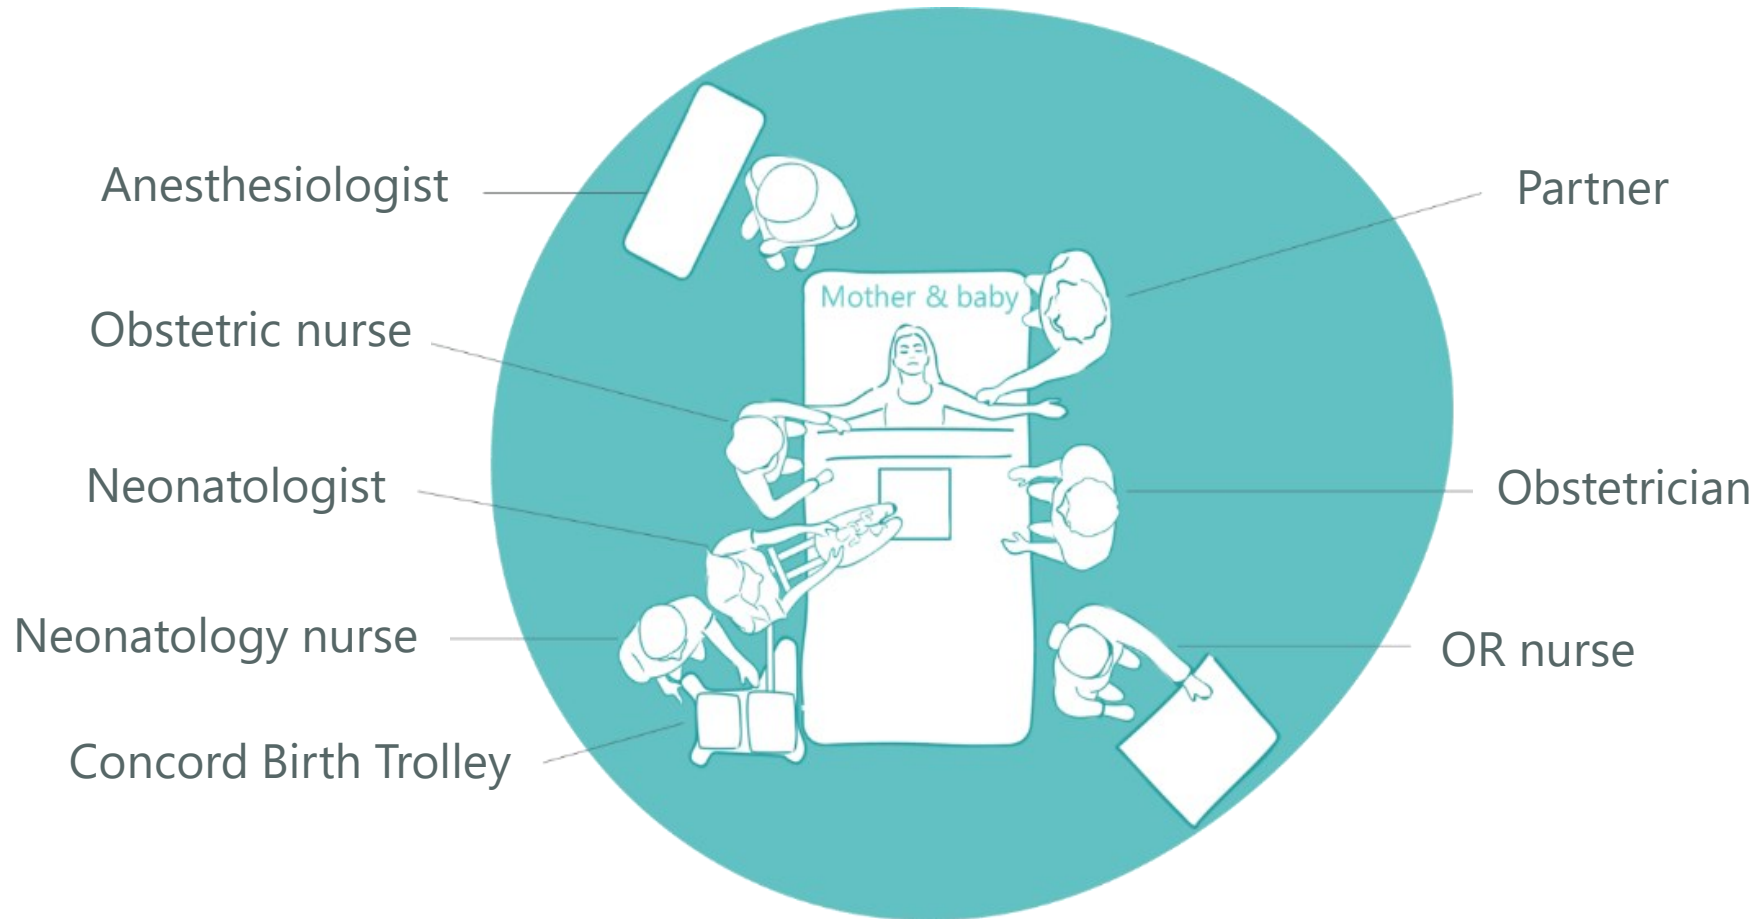 Anesthesiologist
Partner
Mother & baby
Obstetric nurse
Neonatologist
Obstetrician
Neonatology nurse
OR nurse
Concord Birth Trolley